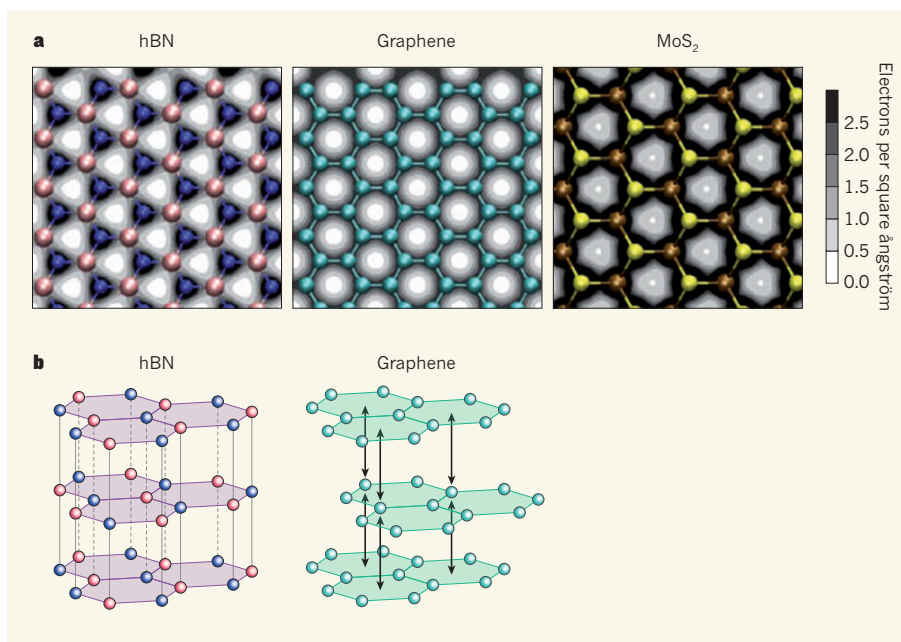 a
hBN
Graphene
MoS₂
2.5
2.0
1.5
1.0
0.5
0.0
Electrons per square ångström
b
hBN
Graphene